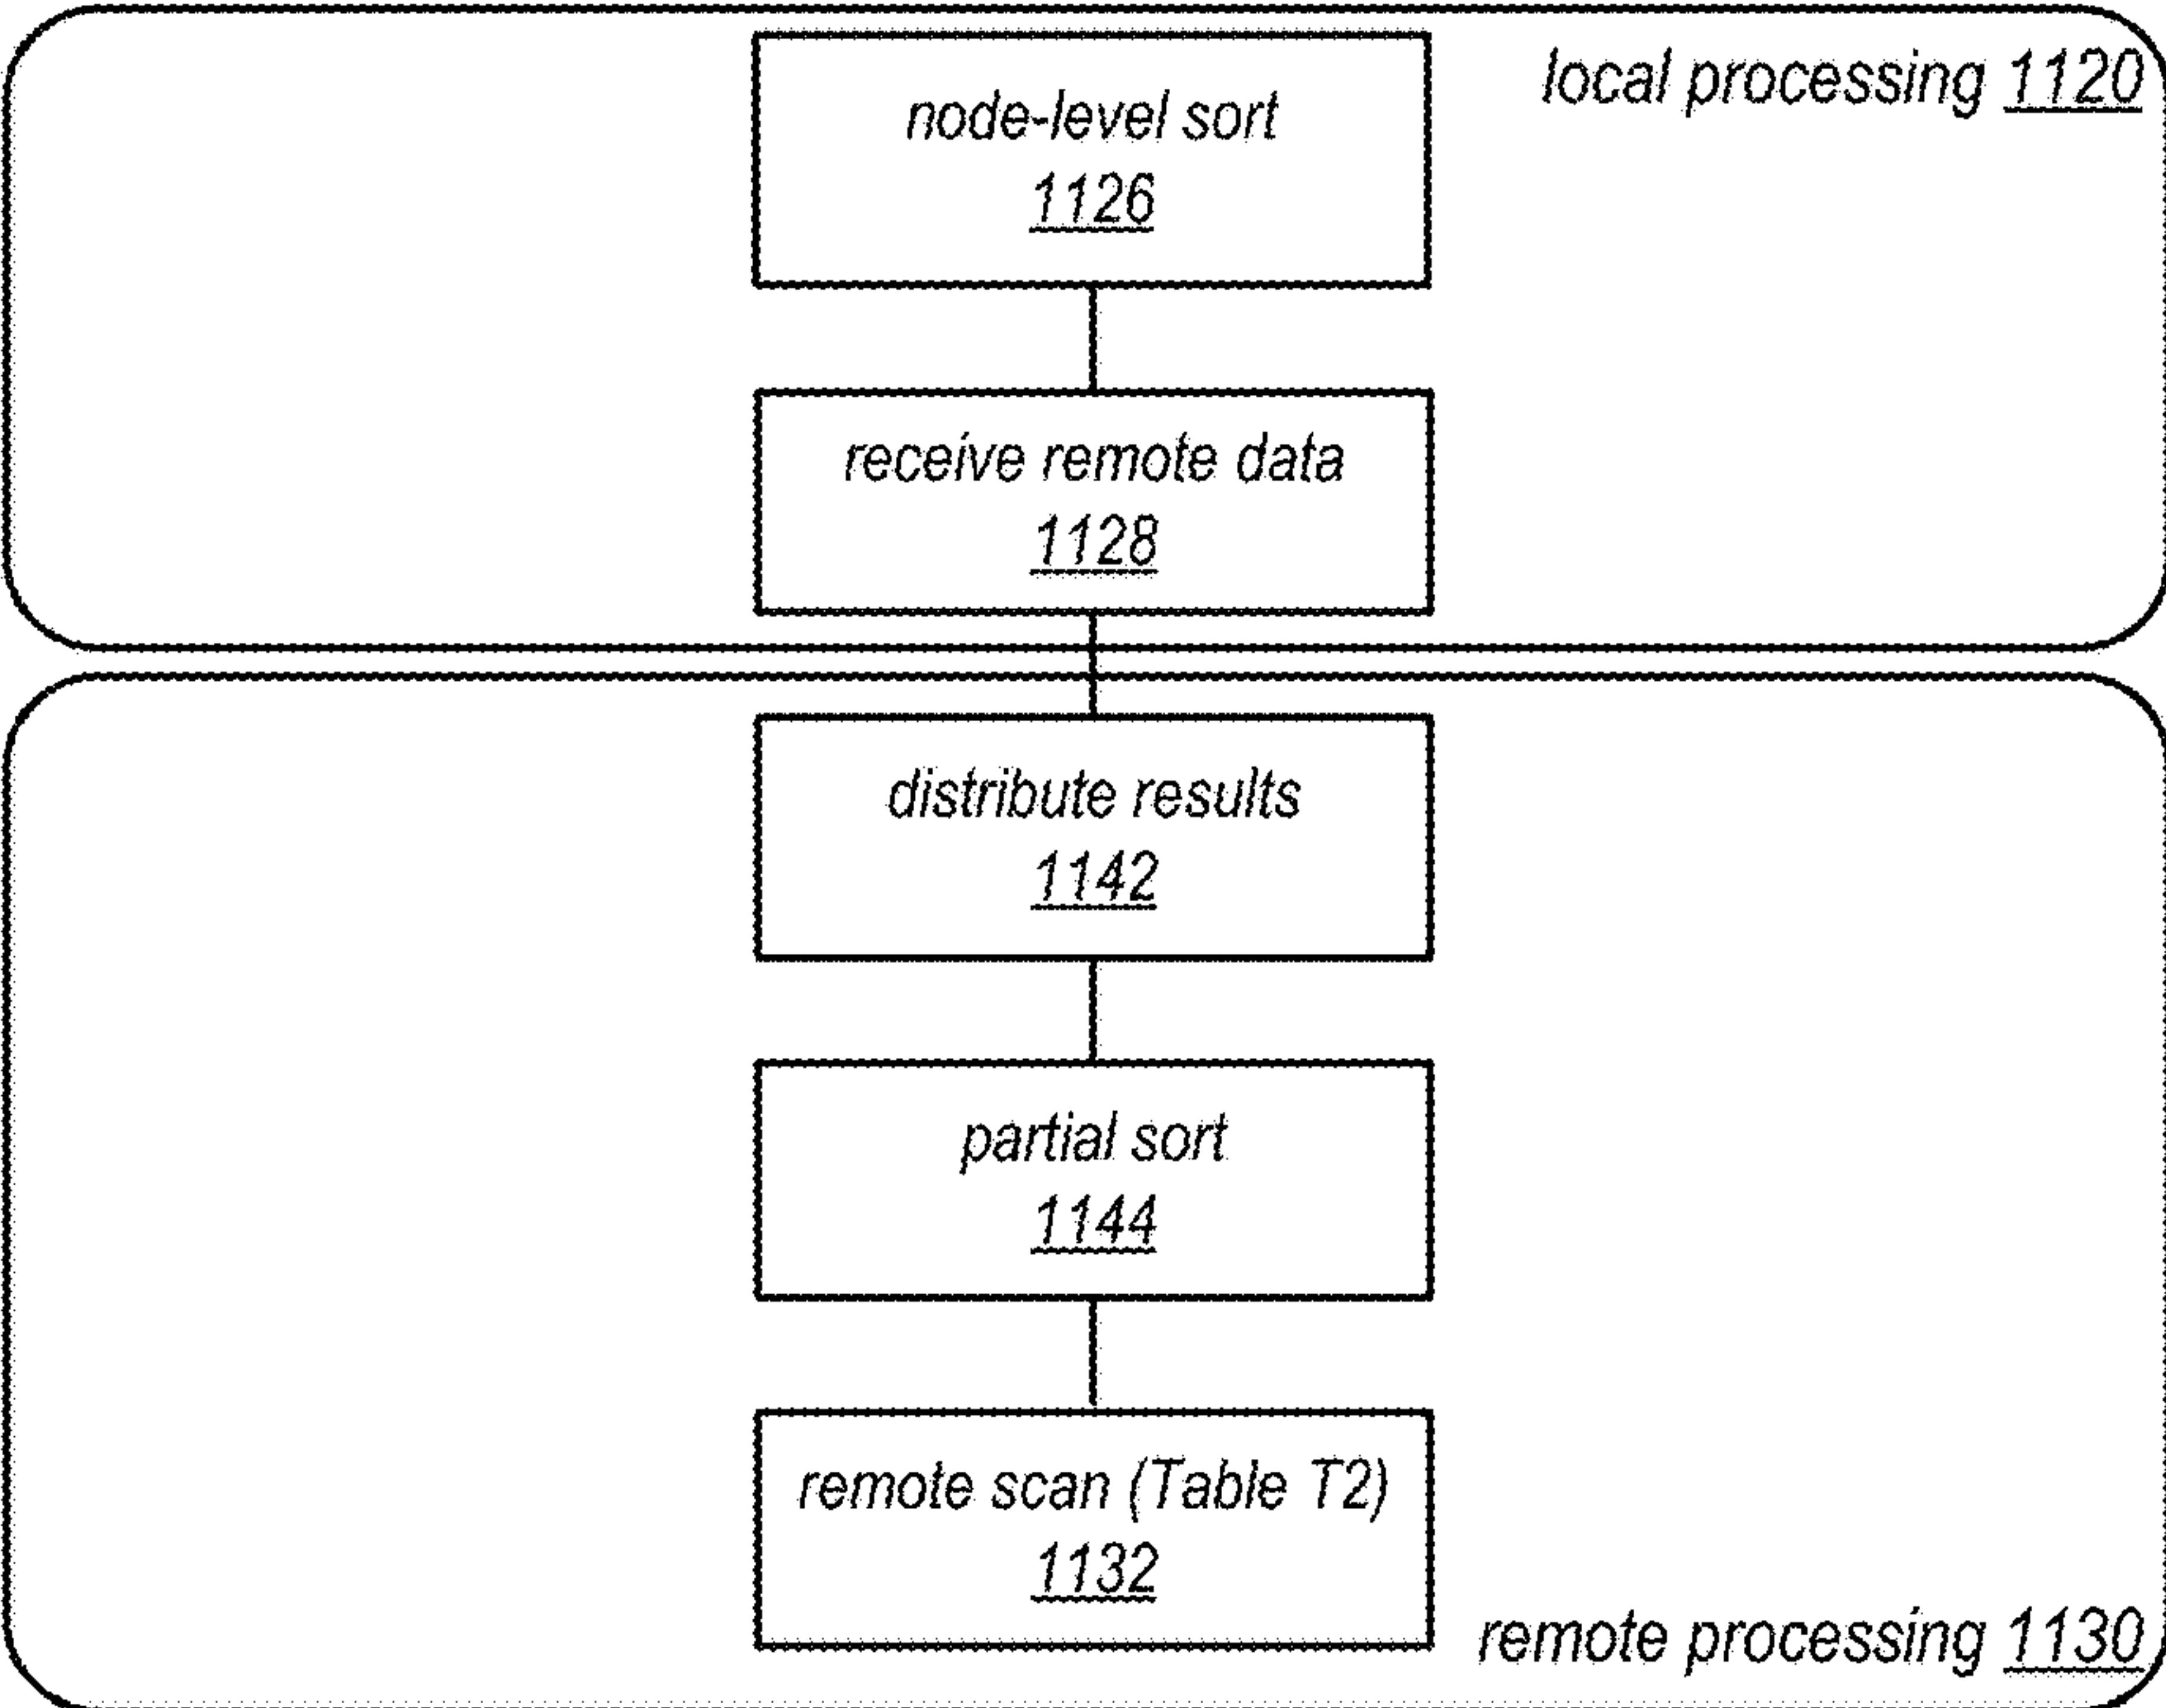 local processing 1120
node-level sort
1126
receive remote data
1128
distribute results
1142
partial sort
1144
remote scan (Table T2)
1132
remote processing 1130